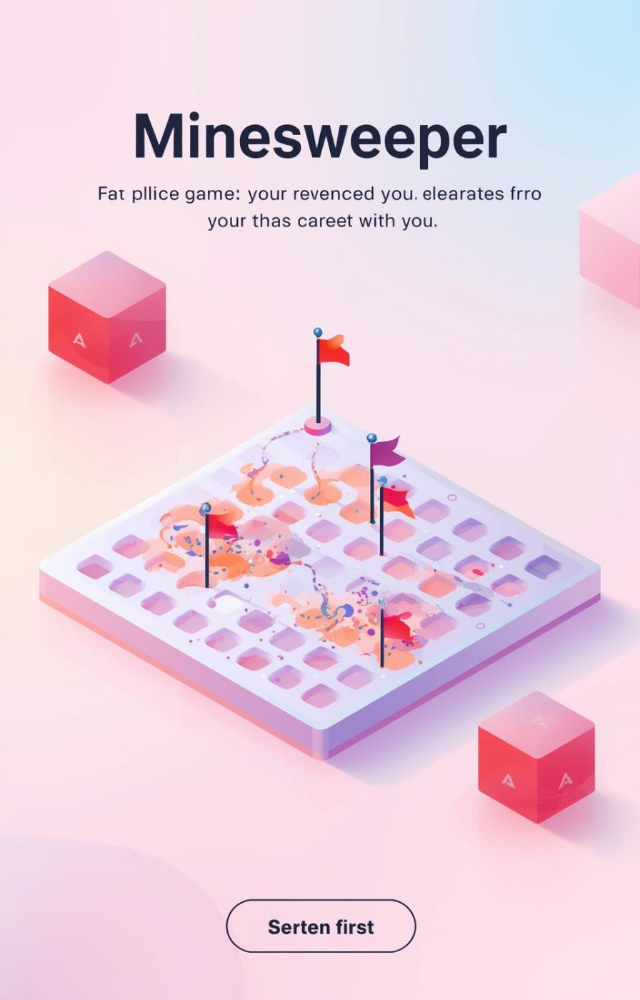 Minesweeper
Fat pllice game: your revenced you. elearates frro
your thas careet with you.
A A
A
A A
Serten first